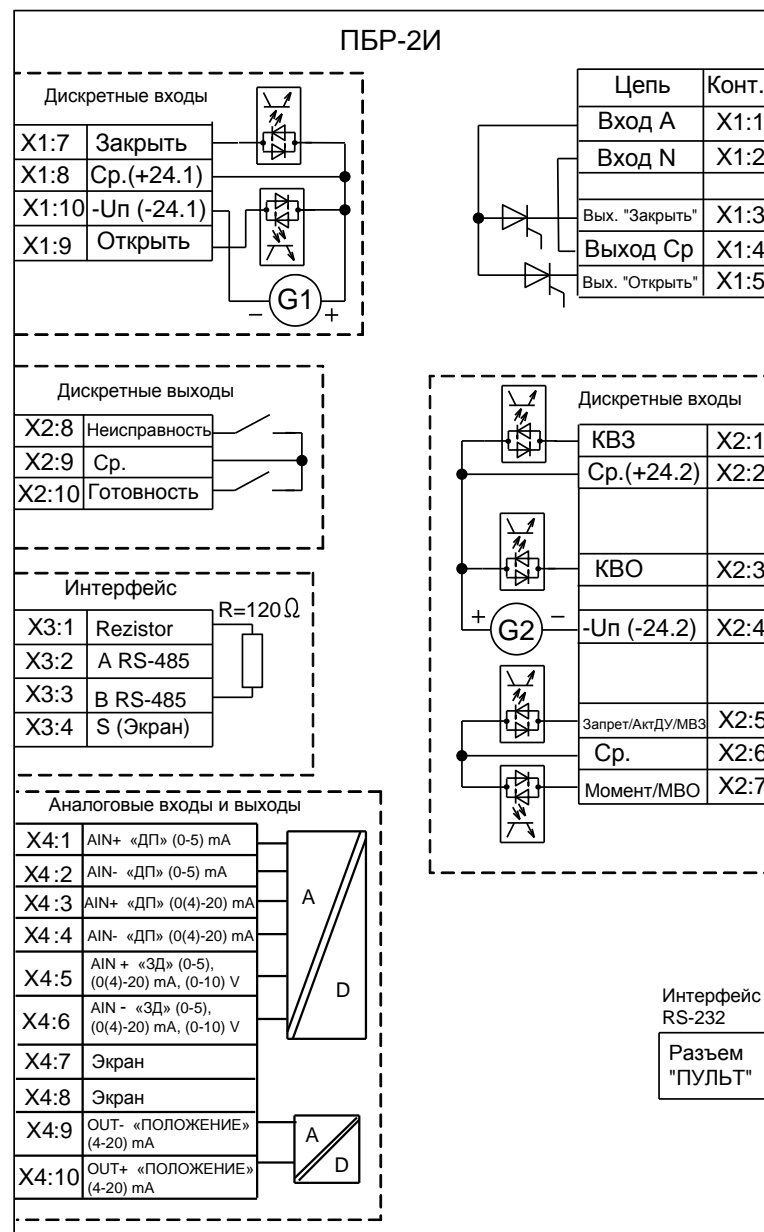 ПБР-2И
Дискретные входы
X1:7 Закрыть
X1:8 Ср.(+24.1)
X1:10 -Uп (-24.1)
X1:9 Открыть
G1
− +
Цепь Конт.
Вход А X1:1
Вход N X1:2
Вых. "Закрыть" X1:3
Выход Ср X1:4
Вых. "Открыть" X1:5
Дискретные выходы
X2:8 Неисправность
X2:9 Ср.
X2:10 Готовность
Дискретные входы
КВЗ X2:1
Ср.(+24.2) X2:2
КВО X2:3
+ G2 − -Uп (-24.2) X2:4
Запрет/АктДУ/МВЗ X2:5
Ср. X2:6
Момент/МВО X2:7
Интерфейс
R=120Ω
X3:1 Rezistor
X3:2 A RS-485
X3:3 B RS-485
X3:4 S (Экран)
Аналоговые входы и выходы
X4:1 AIN+ «ДП» (0-5) mA
X4:2 AIN- «ДП» (0-5) mA
X4:3 AIN+ «ДП» (0(4)-20) mA
X4:4 AIN- «ДП» (0(4)-20) mA
X4:5 AIN + «ЗД» (0-5),
(0(4)-20) mA, (0-10) V
X4:6 AIN - «ЗД» (0-5),
(0(4)-20) mA, (0-10) V
A
D
X4:7 Экран
X4:8 Экран
X4:9 OUT- «ПОЛОЖЕНИЕ»
(4-20) mA
X4:10 OUT+ «ПОЛОЖЕНИЕ»
(4-20) mA
A
D
Интерфейс
RS-232
Разъем
"ПУЛЬТ"